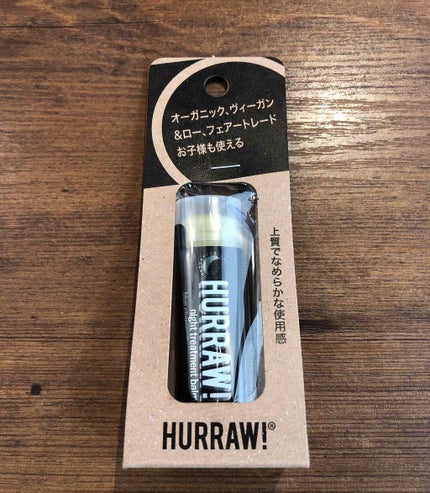 オーガニック、ヴィーガン
&ロー、フェアートレード
お子様も使える
上質でなめらかな使用感
HURRAW!
night treatment balm
HURRAW!®